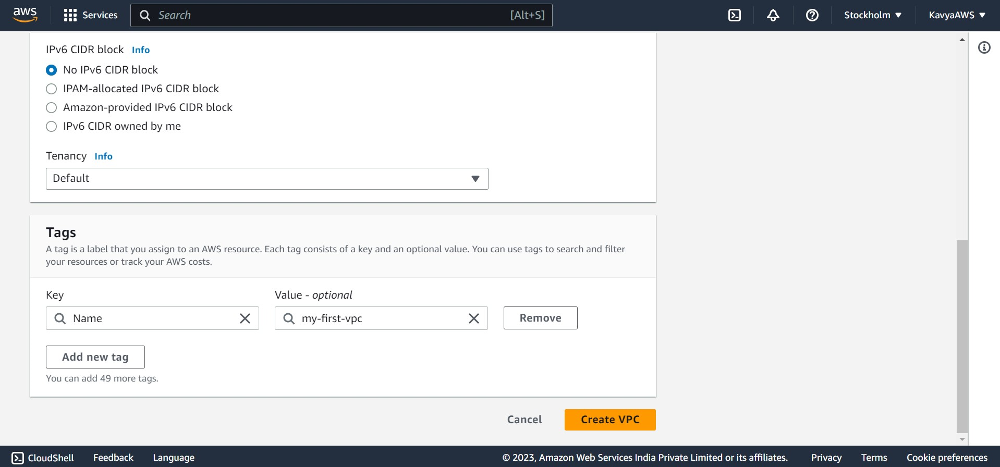 aws
Services
Search
[Alt+S]
Stockholm
KavyaAWS
IPv6 CIDR block Info
No IPv6 CIDR block
IPAM-allocated IPv6 CIDR block
Amazon-provided IPv6 CIDR block
IPv6 CIDR owned by me
Tenancy Info
Default
Tags
A tag is a label that you assign to an AWS resource. Each tag consists of a key and an optional value. You can use tags to search and filter
your resources or track your AWS costs.
Key
Value - optional
Name
my-first-vpc
Remove
Add new tag
You can add 49 more tags.
Cancel
Create VPC
CloudShell
Feedback
Language
© 2023, Amazon Web Services India Private Limited or its affiliates.
Privacy
Terms
Cookie preferences